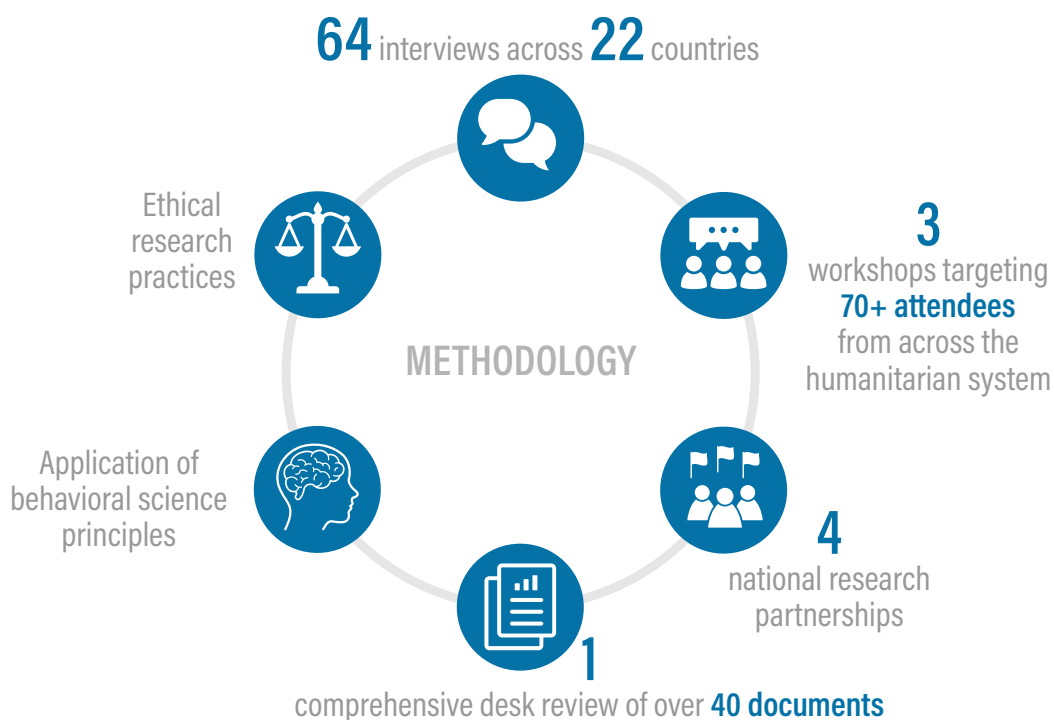 64 interviews across 22 countries
Ethical
research
practices
3
workshops targeting
70+ attendees
from across the
humanitarian system
METHODOLOGY
Application of
behavioral science
principles
4
national research
partnerships
1
comprehensive desk review of over 40 documents